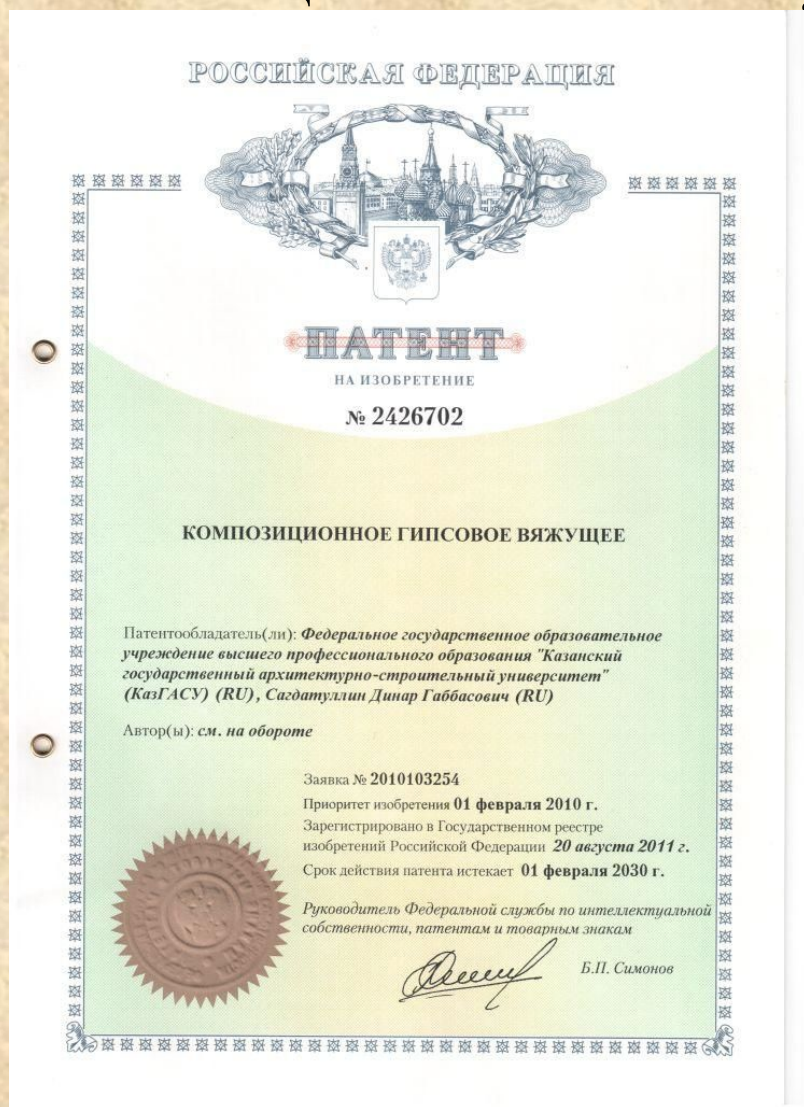 РОССИЙСКАЯ ФЕДЕРАЦИЯ
ПАТЕНТ
НА ИЗОБРЕТЕНИЕ
№ 2426702
КОМПОЗИЦИОННОЕ ГИПСОВОЕ ВЯЖУЩЕЕ
Патентообладатель(ли): Федеральное государственное образовательное
учреждение высшего профессионального образования "Казанский
государственный архитектурно-строительный университет"
(КазГАСУ) (RU), Сагдатуллин Динар Габбасович (RU)
Автор(ы): см. на обороте
Заявка № 2010103254
Приоритет изобретения 01 февраля 2010 г.
Зарегистрировано в Государственном реестре
изобретений Российской Федерации 20 августа 2011 г.
Срок действия патента истекает 01 февраля 2030 г.
Руководитель Федеральной службы по интеллектуальной
собственности, патентам и товарным знакам
Б.П. Симонов